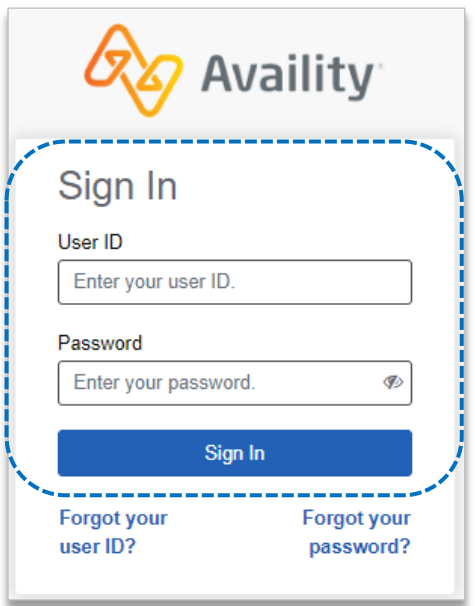 Availity
Sign In
User ID
Enter your user ID.
Password
Enter your password.
Sign In
Forgot your
user ID?
Forgot your
password?